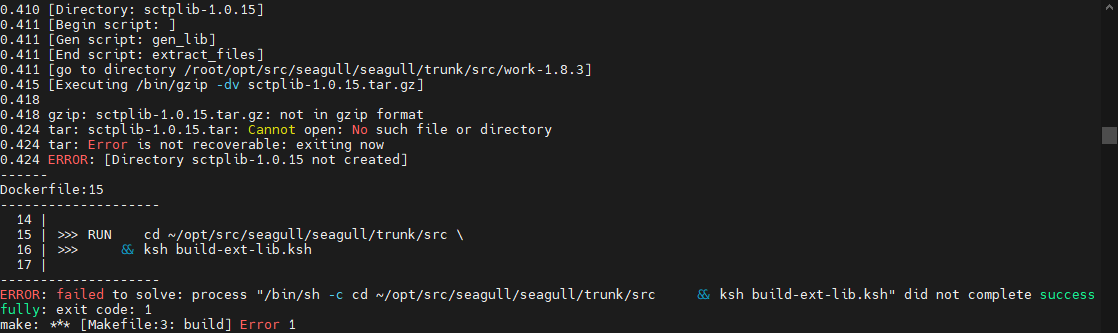 0.410 [Directory: sctplib-1.0.15]
0.411 [Begin script: ]
0.411 [Gen script: gen_lib]
0.411 [End script: extract_files]
0.411 [go to directory /root/opt/src/seagull/seagull/trunk/src/work-1.8.3]
0.415 [Executing /bin/gzip -dv sctplib-1.0.15.tar.gz]
0.418
0.418 gzip: sctplib-1.0.15.tar.gz: not in gzip format
0.424 tar: sctplib-1.0.15.tar: Cannot open: No such file or directory
0.424 tar: Error is not recoverable: exiting now
0.424 ERROR: [Directory sctplib-1.0.15 not created]
------
Dockerfile:15
--------------------
  14 |
  15 | >>> RUN    cd ~/opt/src/seagull/seagull/trunk/src \
  16 | >>>     && ksh build-ext-lib.ksh
  17 |
--------------------
ERROR: failed to solve: process "/bin/sh -c cd ~/opt/src/seagull/seagull/trunk/src     && ksh build-ext-lib.ksh" did not complete success
fully: exit code: 1
make: *** [Makefile:3: build] Error 1